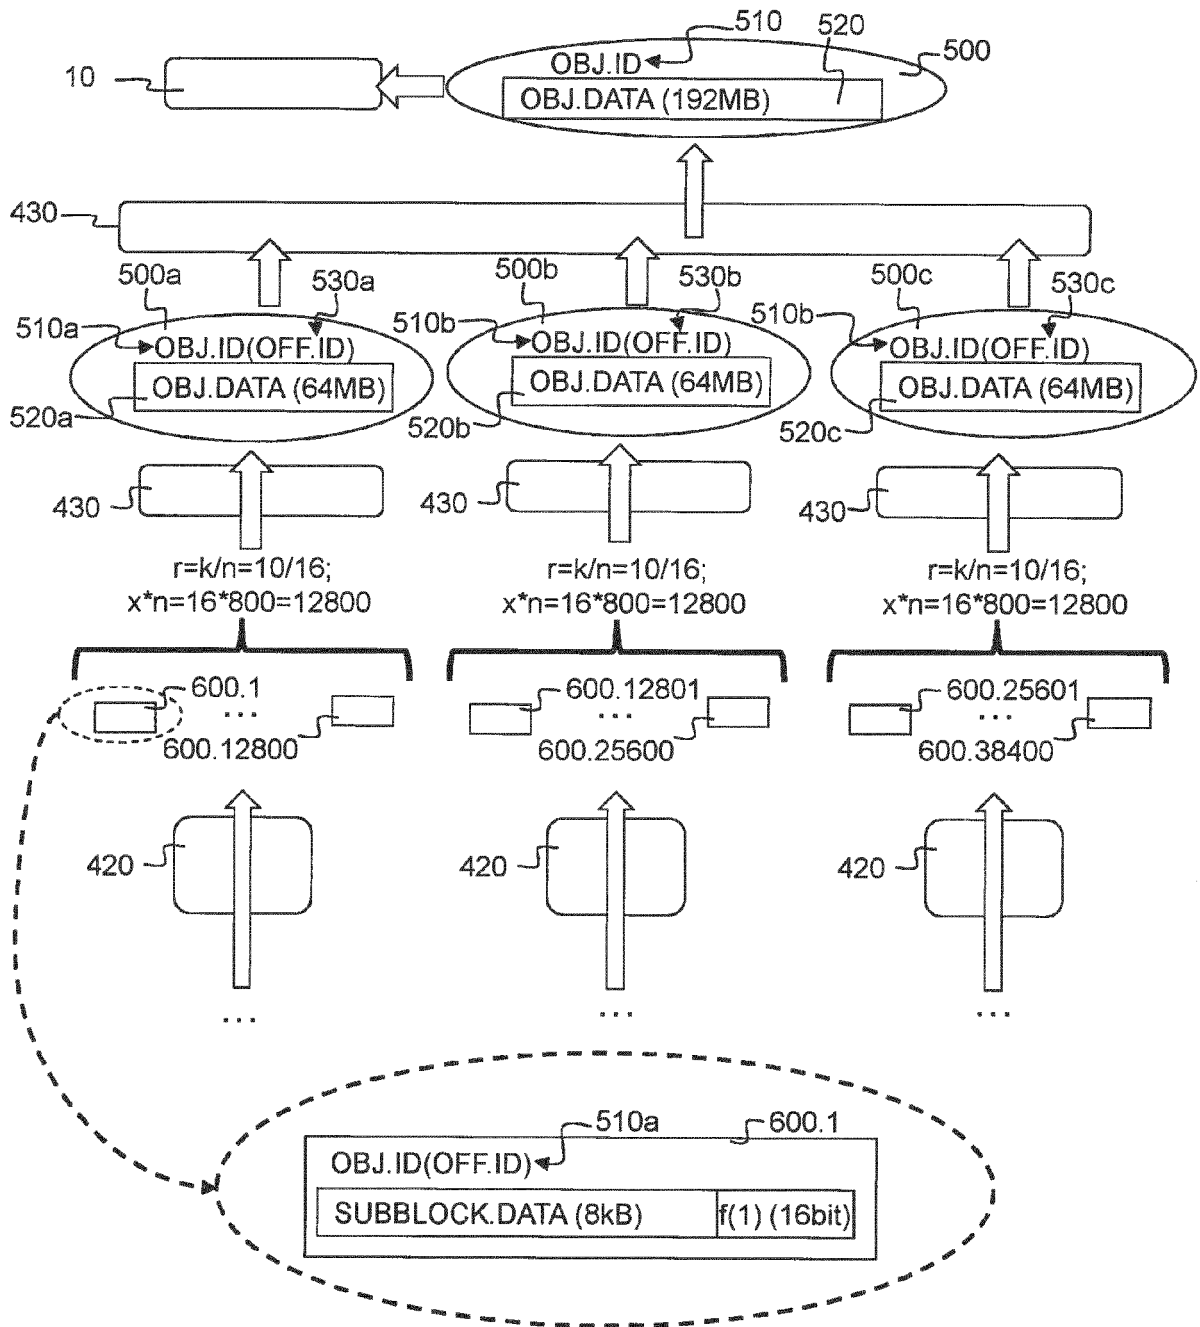 510
520
10
OBJ.ID
500
OBJ.DATA (192MB)
430
500a
530a
500b
530b
500c
530c
510a
510b
510b
OBJ.ID(OFF.ID)
OBJ.ID(OFF.ID)
OBJ.ID(OFF.ID)
OBJ.DATA (64MB)
OBJ.DATA (64MB)
OBJ.DATA (64MB)
520a
520b
520c
430
430
430
r=k/n=10/16;
x*n=16*800=12800
r=k/n=10/16;
x*n=16*800=12800
r=k/n=10/16;
x*n=16*800=12800
600.1
...
600.12800
600.12801
...
600.25600
600.25601
...
600.38400
420
420
420
...
...
...
510a
600.1
OBJ.ID(OFF.ID)
SUBBLOCK.DATA (8kB)
f(1) (16bit)